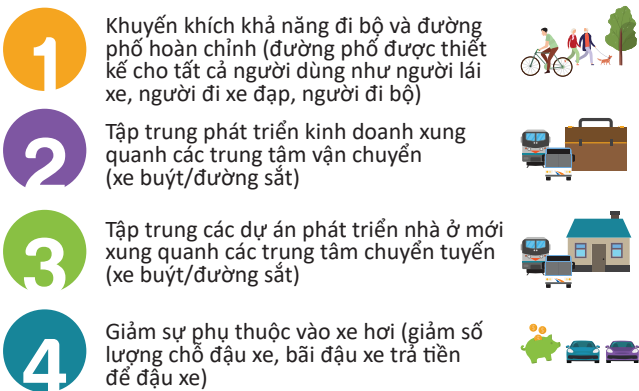 1
Khuyến khích khả năng đi bộ và đường
phố hoàn chỉnh (đường phố được thiết
kế cho tất cả người dùng như người lái
xe, người đi xe đạp, người đi bộ)
2
Tập trung phát triển kinh doanh xung
quanh các trung tâm vận chuyển
(xe buýt/đường sắt)
3
Tập trung các dự án phát triển nhà ở mới
xung quanh các trung tâm chuyển tuyến
(xe buýt/đường sắt)
4
Giảm sự phụ thuộc vào xe hơi (giảm số
lượng chỗ đậu xe, bãi đậu xe trả tiền
để đậu xe)